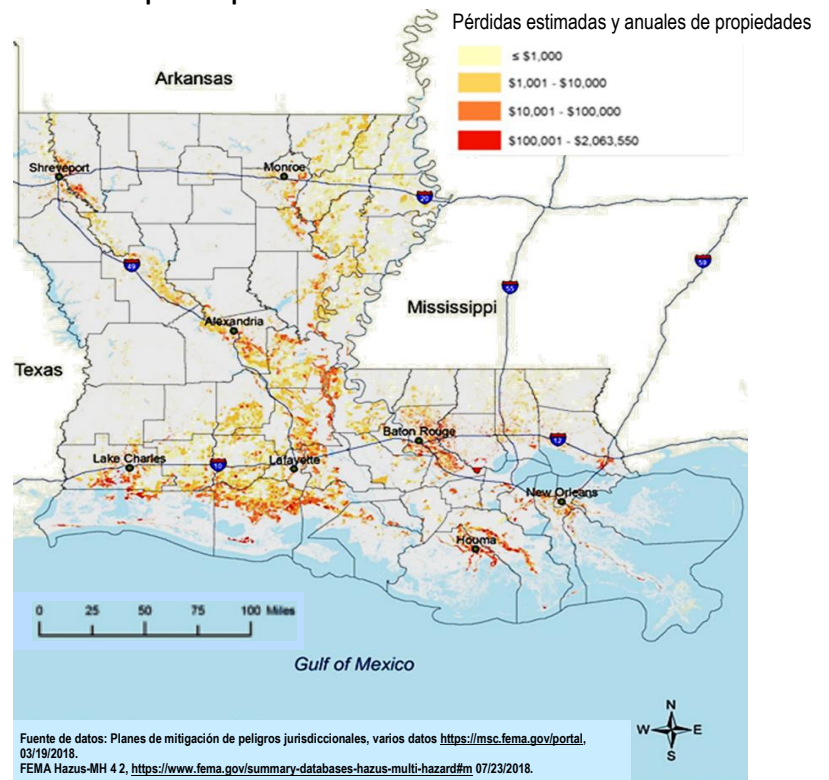 Pérdidas estimadas y anuales de propiedades
≤ $1,000
$1,001 - $10,000
$10,001 - $100,000
$100,001 - $2,063,550
Arkansas
Shreveport
Monroe
20
49
55
59
Mississippi
Alexandria
Texas
Baton Rouge
12
Lake Charles
10
Lafayette
New Orleans
Houma
0 25 50 75 100 Miles
Gulf of Mexico
N
W E
S
Fuente de datos: Planes de mitigación de peligros jurisdiccionales, varios datos https://msc.fema.gov/portal,
03/19/2018.
FEMA Hazus-MH 4 2, https://www.fema.gov/summary-databases-hazus-multi-hazard#m 07/23/2018.